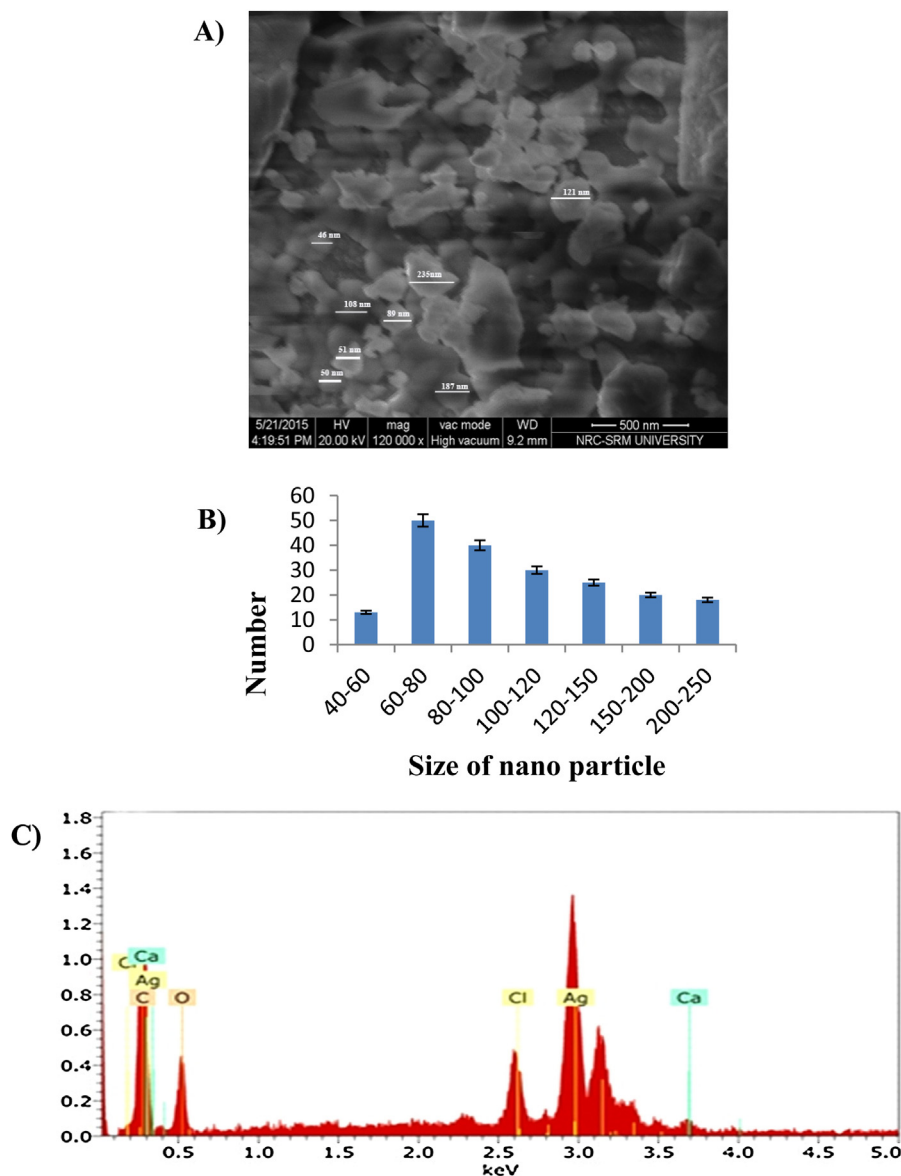 A)
121 nm
46 nm
235nm
108 nm
89 nm
51 nm
50 nm
187 nm
5/21/2015 HV mag vac mode WD 500 nm
4:19:51 PM 20.00 kV 120 000 x High vacuum 9.2 mm NRC-SRM UNIVERSITY
B)
60
50
40
30
20
10
0
Number
40-60 60-80 80-100 100-120 120-150 150-200 200-250
Size of nano particle
C)
1.8
1.6
1.4
1.2
1.0
0.8
0.6
0.4
0.2
0.0
Ca
Ag
C O Cl Ag Ca
0.5 1.0 1.5 2.0 2.5 3.0 3.5 4.0 4.5 5.0
keV